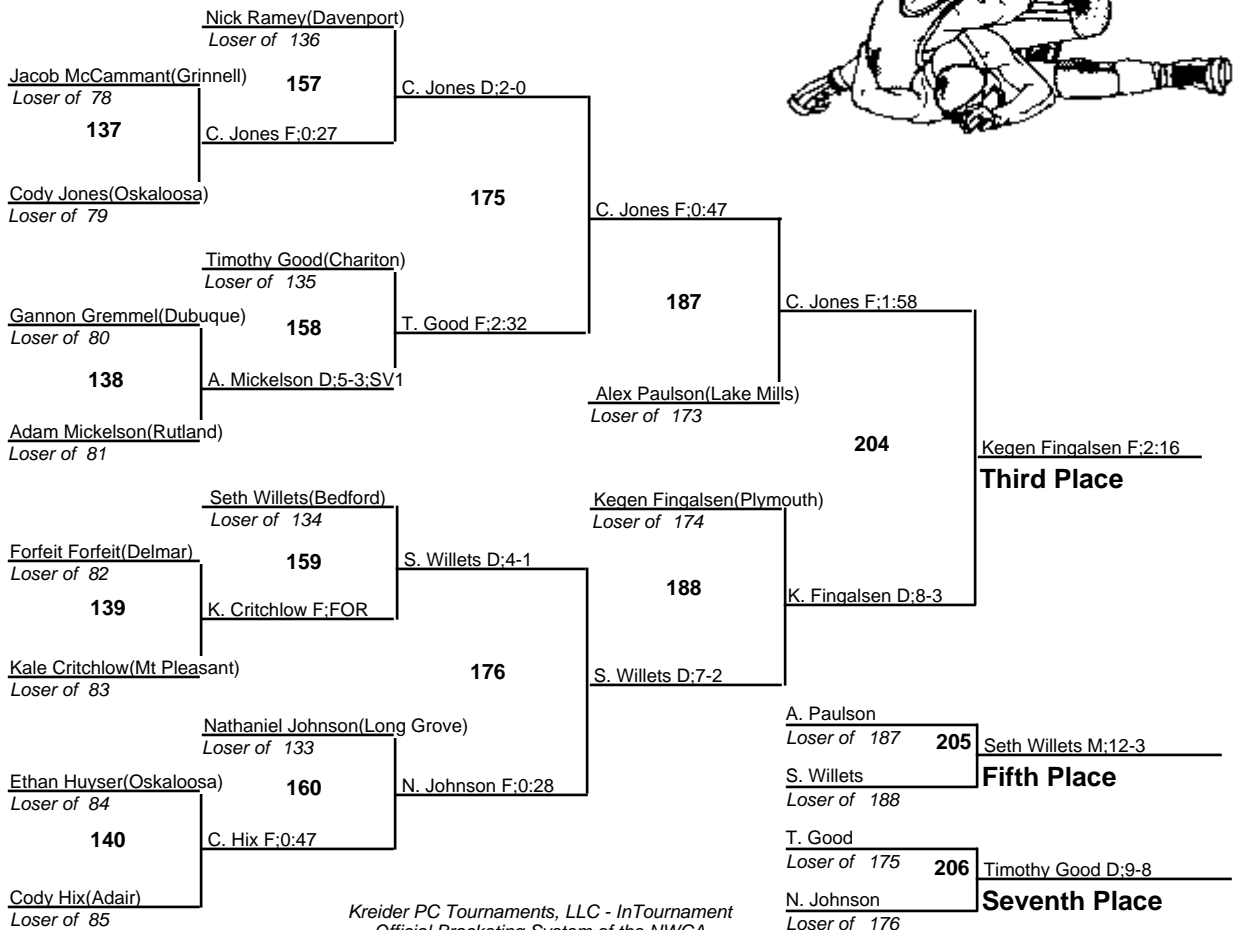 Nick Ramey(Davenport)
Loser of 136
Jacob McCammant(Grinnell)
Loser of 78
157
C. Jones D;2-0
137
C. Jones F;0:27
Cody Jones(Oskaloosa)
Loser of 79
175
C. Jones F;0:47
Timothy Good(Chariton)
Loser of 135
Gannon Gremmel(Dubuque)
Loser of 80
158
T. Good F;2:32
138
A. Mickelson D;5-3;SV1
Adam Mickelson(Rutland)
Loser of 81
187
C. Jones F;1:58
Alex Paulson(Lake Mills)
Loser of 173
204
Kegen Fingalsen F;2:16
Third Place
Seth Willets(Bedford)
Loser of 134
Kegen Fingalsen(Plymouth)
Loser of 174
Forfeit Forfeit(Delmar)
Loser of 82
159
S. Willets D;4-1
139
K. Critchlow F;FOR
188
K. Fingalsen D;8-3
Kale Critchlow(Mt Pleasant)
Loser of 83
176
S. Willets D;7-2
Nathaniel Johnson(Long Grove)
Loser of 133
A. Paulson
Loser of 187
205
Seth Willets M;12-3
Fifth Place
S. Willets
Loser of 188
Ethan Huyser(Oskaloosa)
Loser of 84
160
N. Johnson F;0:28
140
C. Hix F;0:47
T. Good
Loser of 175
206
Timothy Good D;9-8
Seventh Place
N. Johnson
Loser of 176
Cody Hix(Adair)
Loser of 85
Kreider PC Tournaments, LLC - InTournament
Official Bracketing System of the NWCA